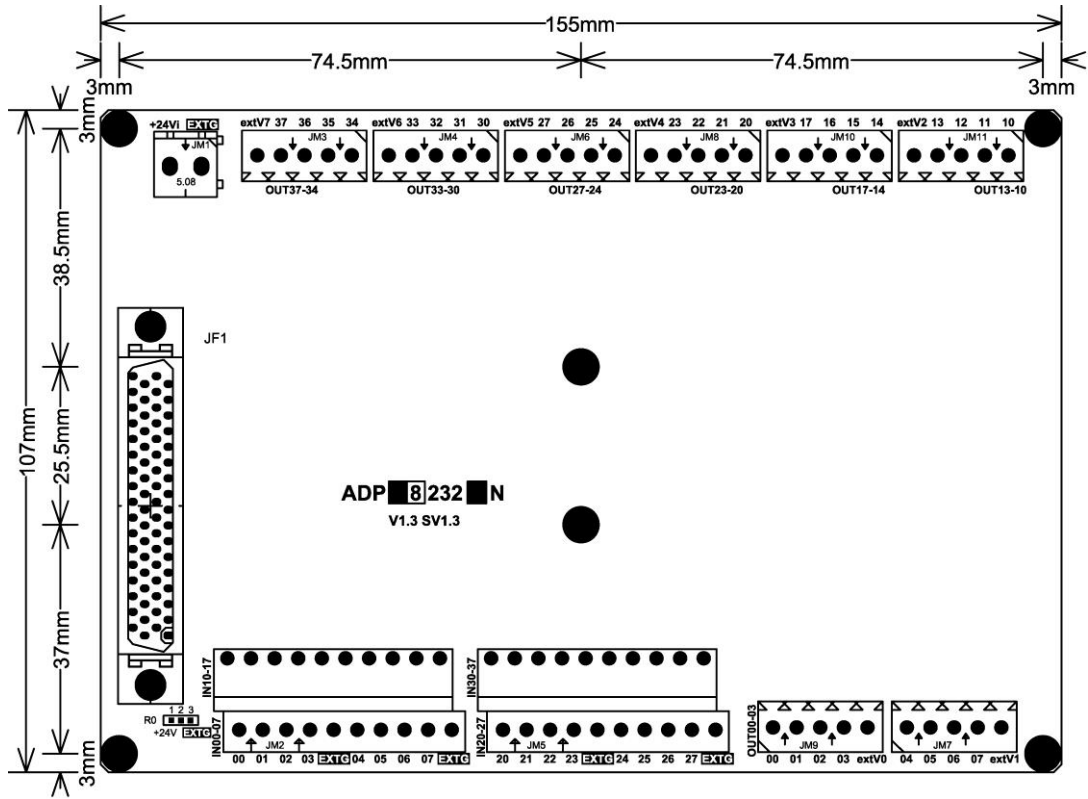 155mm
74.5mm 74.5mm
3mm 3mm
3mm
38.5mm
25.5mm
107mm
37mm
3mm
+24Vi EXTG
JM1
5.08
extV7 37 36 35 34
JM3
OUT37-34
extV6 33 32 31 30
JM4
OUT33-30
extV5 27 26 25 24
JM6
OUT27-24
extV4 23 22 21 20
JM8
OUT23-20
extV3 17 16 15 14
JM10
OUT17-14
extV2 13 12 11 10
JM11
OUT13-10
JF1
ADP 8 232 N
V1.3 SV1.3
1 2 3
R0
+24V EXTG
IN10-17
IN00-07
JM2
00 01 02 03 EXTG 04 05 06 07 EXTG
IN30-37
IN20-27
JM5
20 21 22 23 EXTG 24 25 26 27 EXTG
OUT00-03
JM9
00 01 02 03 extV0
JM7
04 05 06 07 extV1